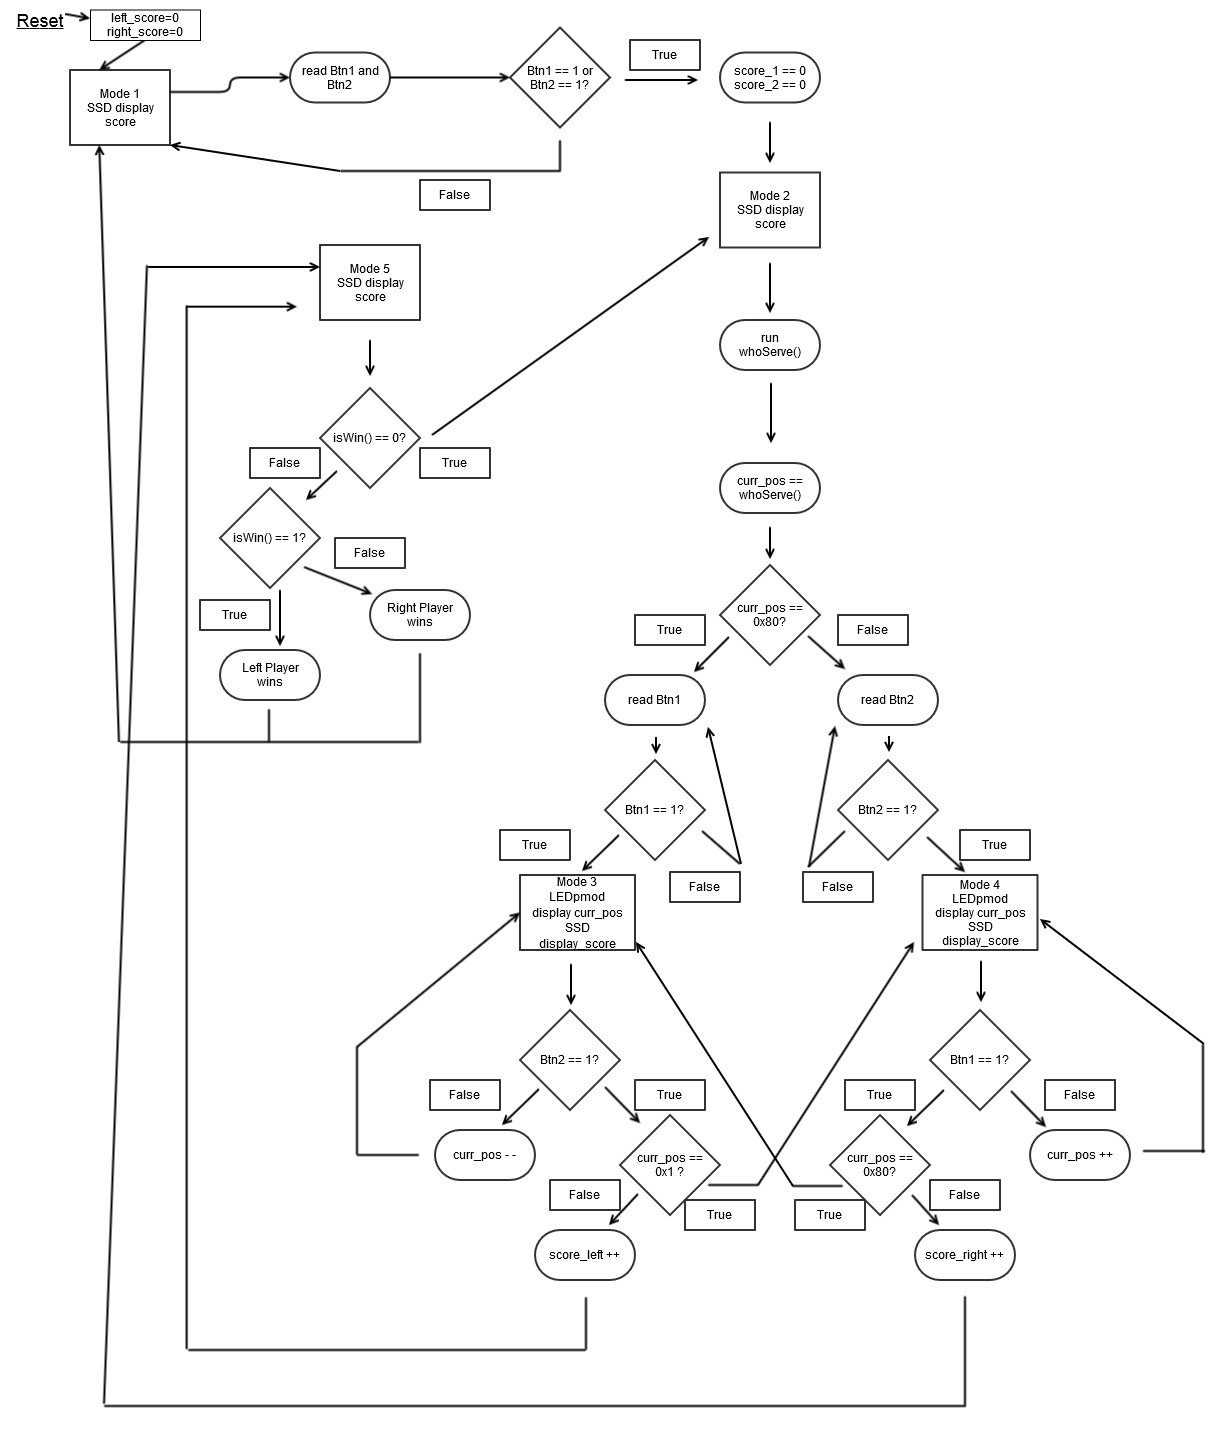 Reset
left_score=0
right_score=0
Mode 1
SSD display
score
read Btn1 and
Btn2
Btn1 == 1 or
Btn2 == 1?
True
score_1 == 0
score_2 == 0
False
Mode 2
SSD display
score
Mode 5
SSD display
score
run
whoServe()
isWin() == 0?
False
True
curr_pos ==
whoServe()
isWin() == 1?
False
True
Right Player
wins
Left Player
wins
curr_pos ==
0x80?
True
False
read Btn1
read Btn2
Btn1 == 1?
Btn2 == 1?
True
False
False
True
Mode 3
LEDpmod
display curr_pos
SSD
display_score
Mode 4
LEDpmod
display curr_pos
SSD
display_score
Btn2 == 1?
Btn1 == 1?
False
True
True
False
curr_pos - -
curr_pos ==
0x1 ?
curr_pos ==
0x80?
curr_pos ++
False
True
True
False
score_left ++
score_right ++